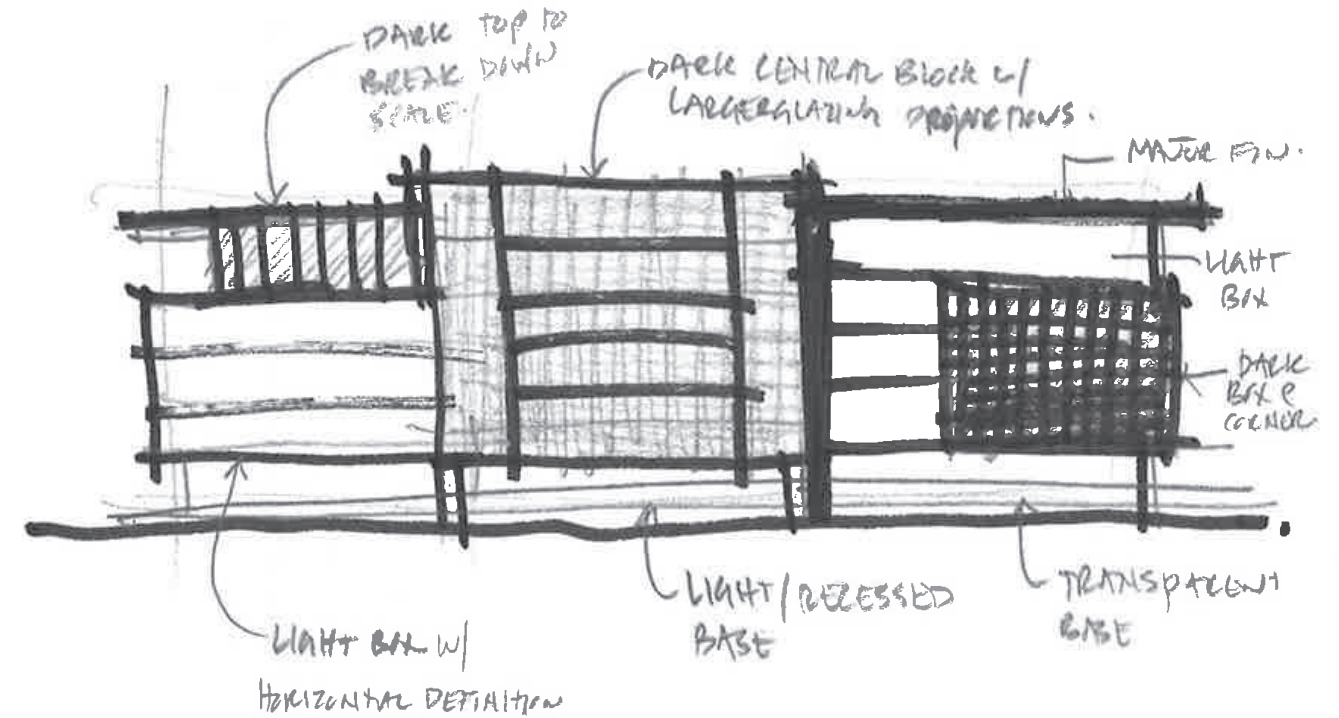 DARK TOP TO
BREAK DOWN
SCALE.
DARK CENTRAL BLOCK W/
LARGER GLAZING PROPORTIONS.
MAJOR FIN.
LIGHT
BOX
DARK
BOX @
CORNER
LIGHT / RECESSED
BASE
TRANSPARENT
BASE
LIGHT BOX W/
HORIZONTAL DEFINITION